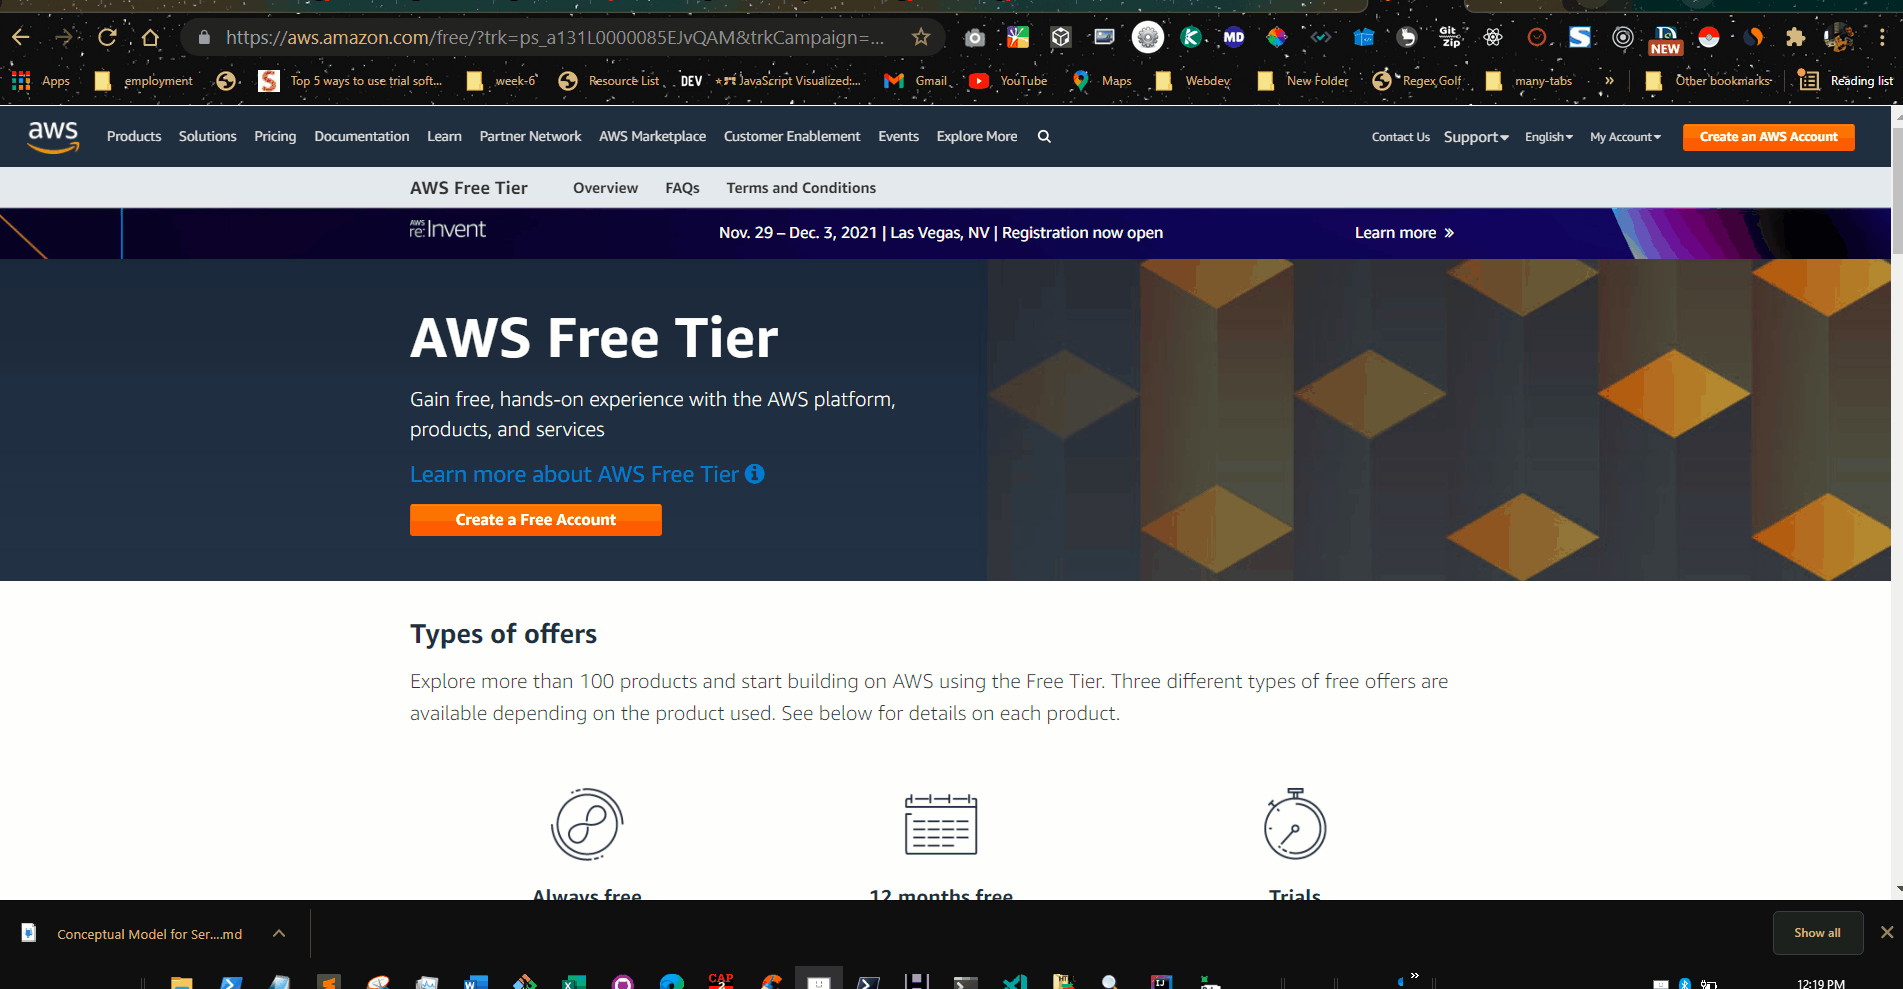 https://aws.amazon.com/free/?trk=ps_a131L0000085EJvQAM&trkCampaign=...
MD
Git
Zip
NEW
Apps
employment
Top 5 ways to use trial soft...
week-6
Resource List
DEV
JavaScript Visualized:...
Gmail
YouTube
Maps
Webdev
New Folder
Regex Golf
many-tabs
»
Other bookmarks
Reading list
aws
Products
Solutions
Pricing
Documentation
Learn
Partner Network
AWS Marketplace
Customer Enablement
Events
Explore More
Contact Us
Support
English
My Account
Create an AWS Account
AWS Free Tier
Overview
FAQs
Terms and Conditions
AWS
re:Invent
Nov. 29 – Dec. 3, 2021 | Las Vegas, NV | Registration now open
Learn more »
AWS Free Tier
Gain free, hands-on experience with the AWS platform,
products, and services
Learn more about AWS Free Tier
Create a Free Account
Types of offers
Explore more than 100 products and start building on AWS using the Free Tier. Three different types of free offers are
available depending on the product used. See below for details on each product.
Always free
12 months free
Trials
Conceptual Model for Ser....md
Show all
CAP
12:19 PM